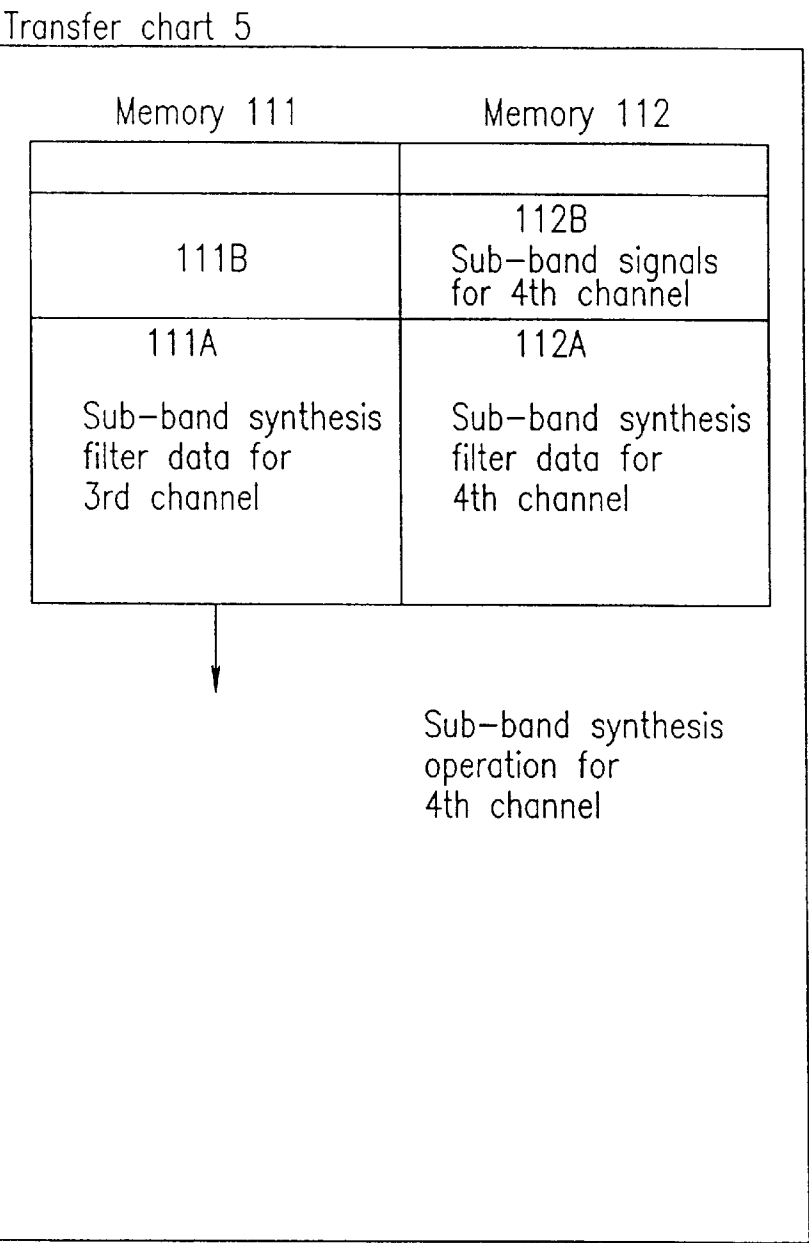 Transfer chart 5
Memory 111
Memory 112
111B
112B
Sub-band signals
for 4th channel
111A
Sub-band synthesis
filter data for
3rd channel
112A
Sub-band synthesis
filter data for
4th channel
Sub-band synthesis
operation for
4th channel